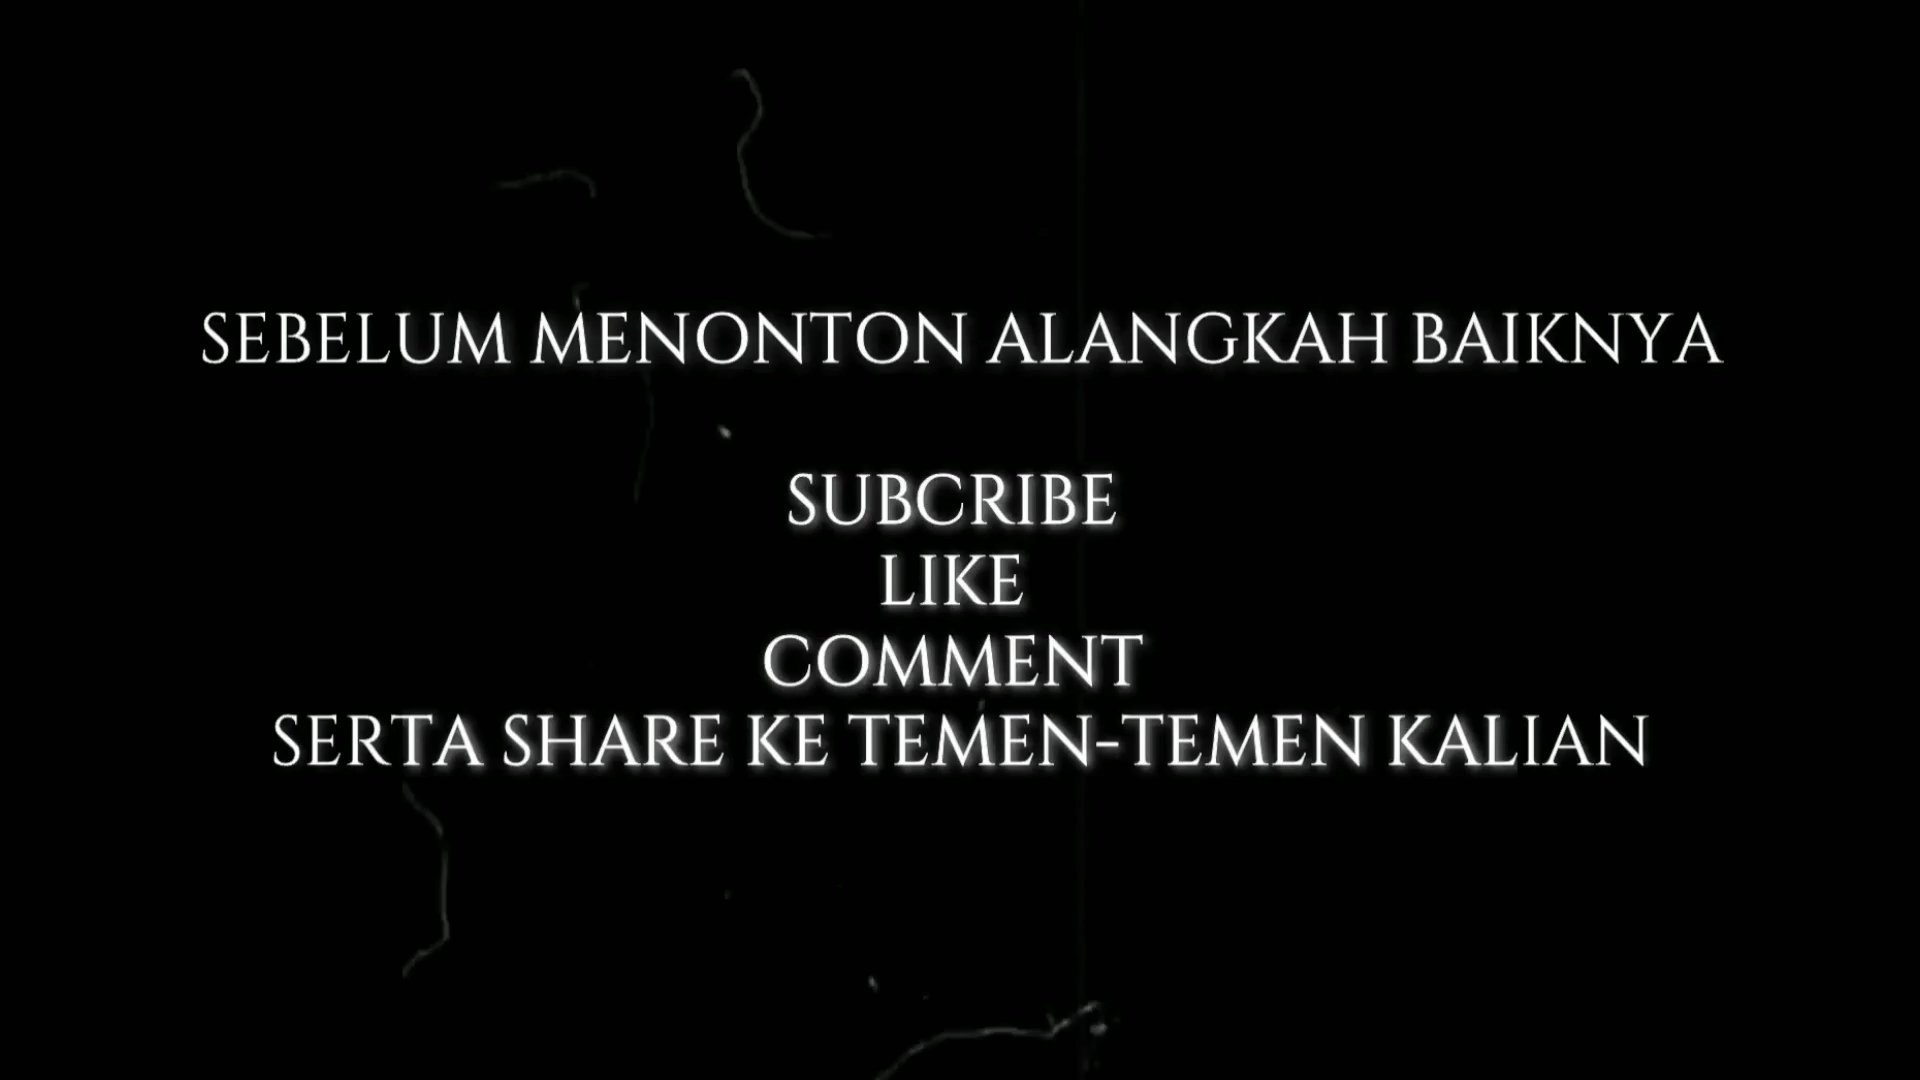 SEBELUM MENONTON ALANGKAH BAIKNYA
SUBCRIBE
LIKE
COMMENT
SERTA SHARE KE TEMEN-TEMEN KALIAN